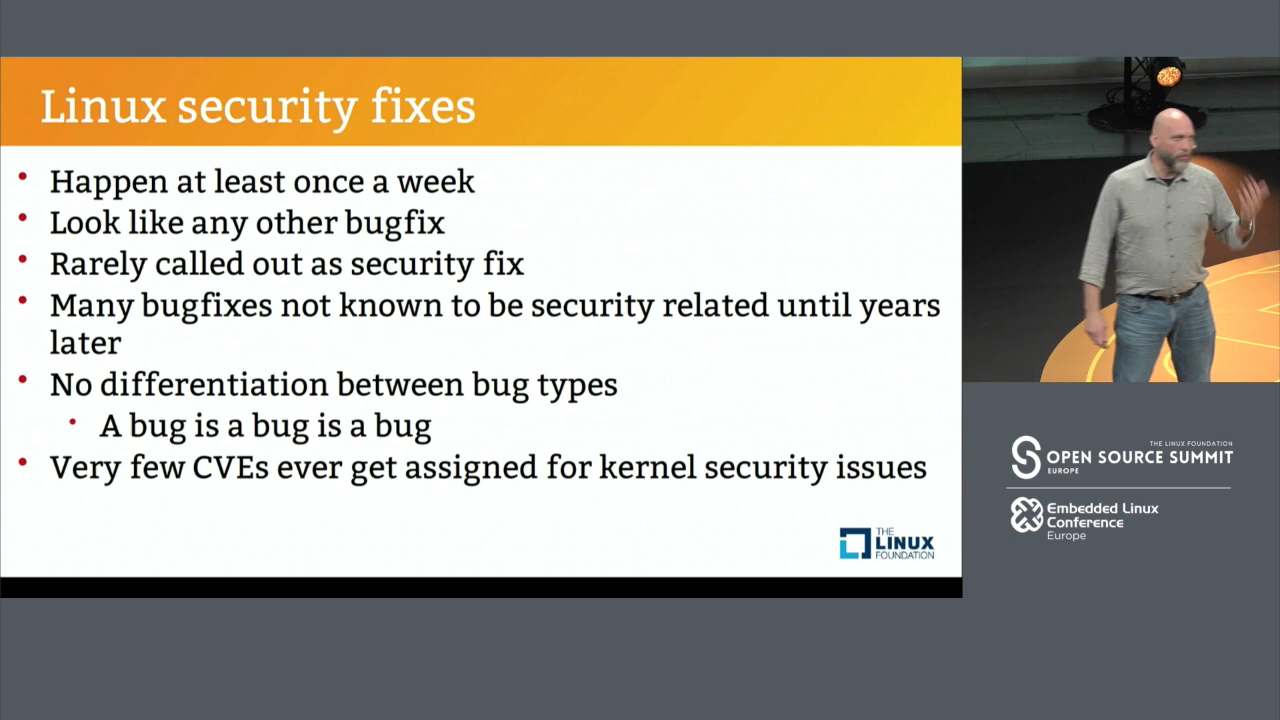 Linux security fixes
• Happen at least once a week
• Look like any other bugfix
• Rarely called out as security fix
• Many bugfixes not known to be security related until years
later
• No differentiation between bug types
• A bug is a bug is a bug
• Very few CVEs ever get assigned for kernel security issues
THE
LINUX
FOUNDATION
THE LINUX FOUNDATION
OPEN SOURCE SUMMIT
EUROPE
Embedded Linux
Conference
Europe